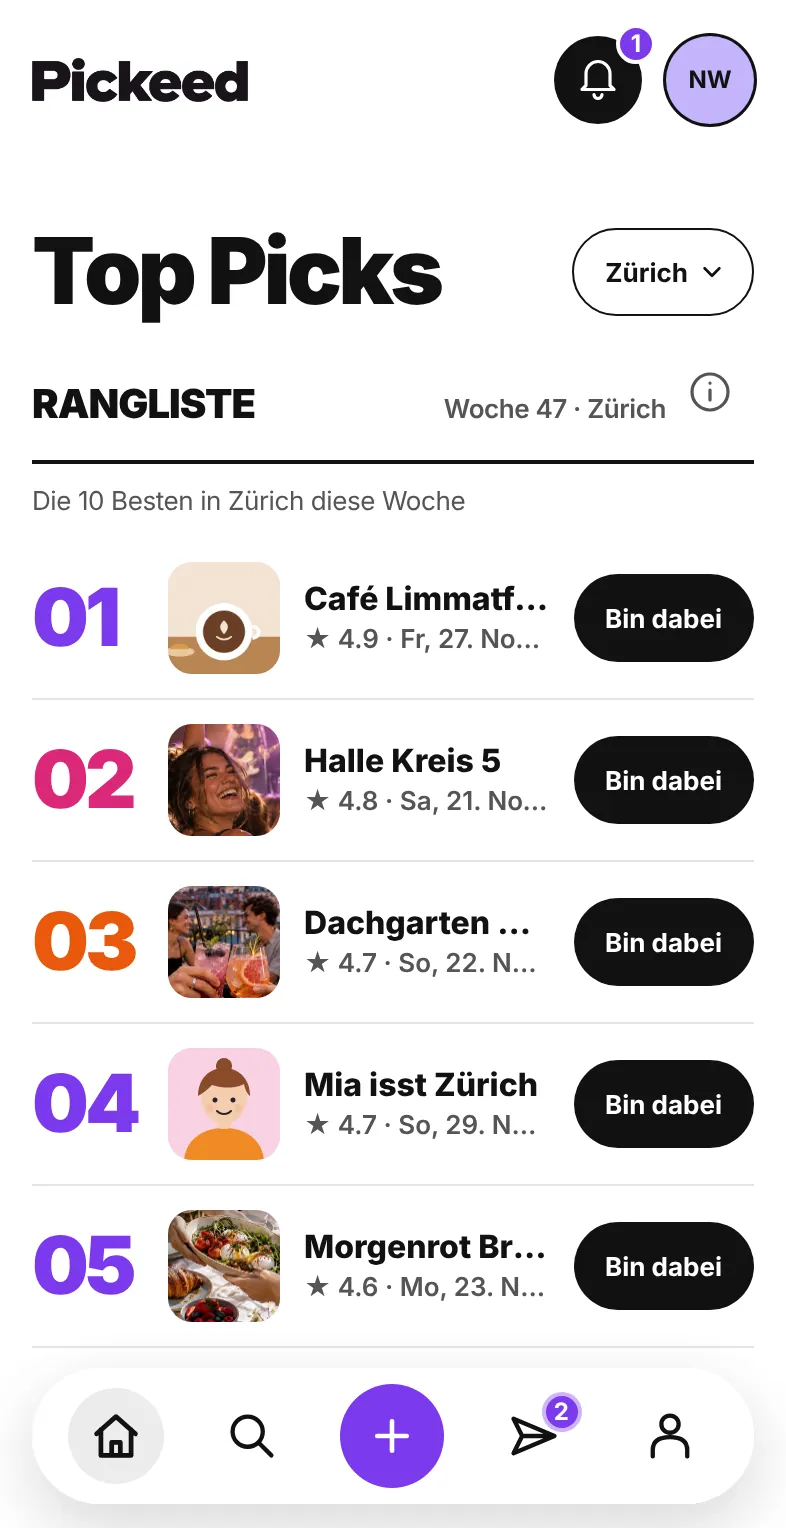 Pickeed
1
NW
Top Picks
Zürich
RANGLISTE
Woche 47 · Zürich
Die 10 Besten in Zürich diese Woche
01
Café Limmatf...
★ 4.9 · Fr, 27. No...
Bin dabei
02
Halle Kreis 5
★ 4.8 · Sa, 21. No...
Bin dabei
03
Dachgarten ...
★ 4.7 · So, 22. N...
Bin dabei
04
Mia isst Zürich
★ 4.7 · So, 29. N...
Bin dabei
05
Morgenrot Br...
★ 4.6 · Mo, 23. N...
Bin dabei
2